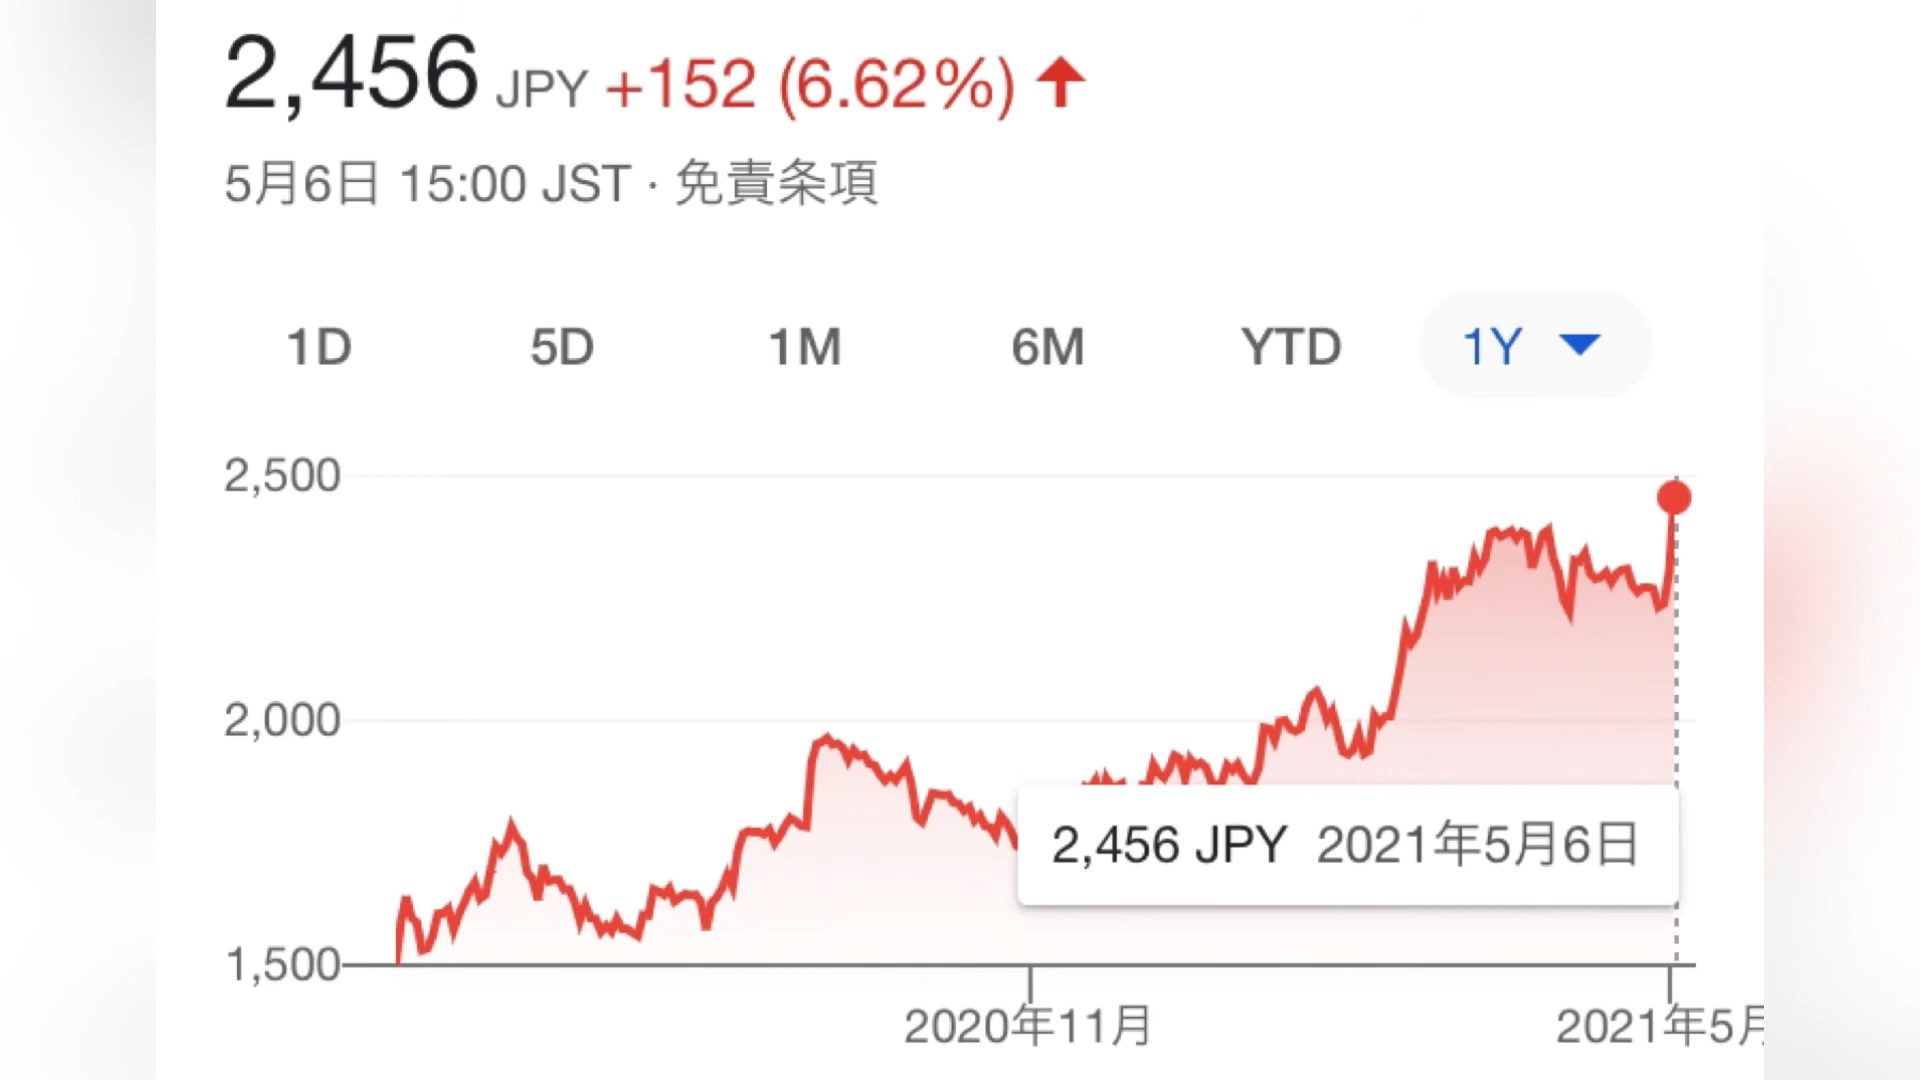 2,456 JPY +152 (6.62%)
5月6日 15:00 JST · 免責条項
1D 5D 1M 6M YTD 1Y
2,500
2,000
2,456 JPY 2021年5月6日
1,500
2020年11月 2021年5月